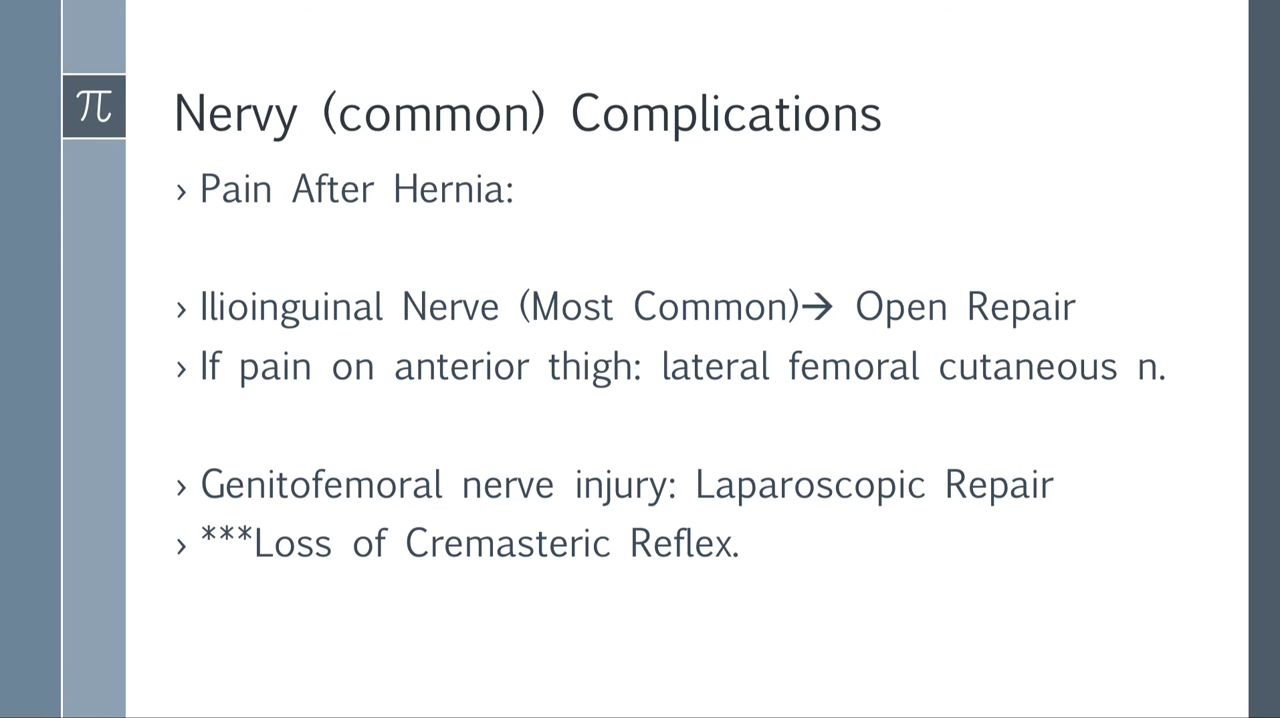 π
Nervy (common) Complications
› Pain After Hernia:
› Ilioinguinal Nerve (Most Common)→ Open Repair
› If pain on anterior thigh: lateral femoral cutaneous n.
› Genitofemoral nerve injury: Laparoscopic Repair
› ***Loss of Cremasteric Reflex.